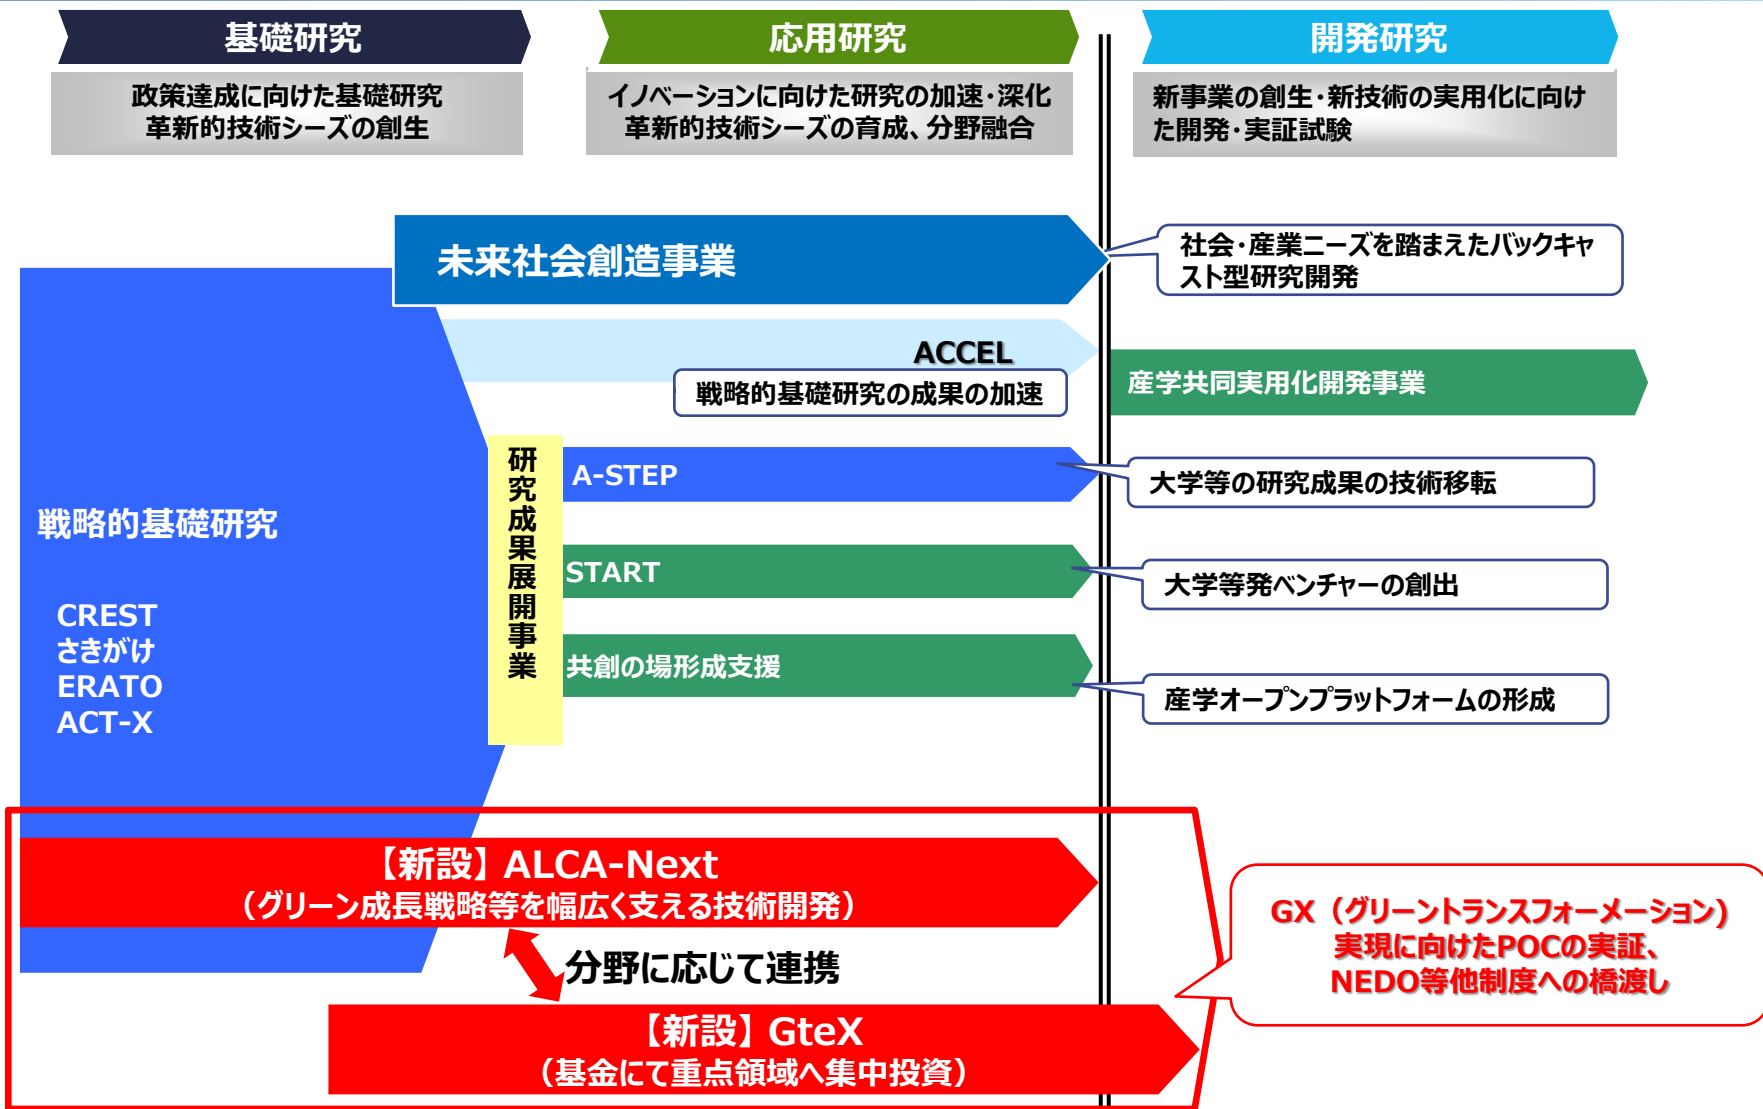 基礎研究
応用研究
開発研究
政策達成に向けた基礎研究
革新的技術シーズの創生
イノベーションに向けた研究の加速・深化
革新的技術シーズの育成、分野融合
新事業の創生・新技術の実用化に向け
た開発・実証試験
未来社会創造事業
社会・産業ニーズを踏まえたバックキャ
スト型研究開発
ACCEL
戦略的基礎研究の成果の加速
産学共同実用化開発事業
戦略的基礎研究
CREST
さきがけ
ERATO
ACT-X
研究成果展開事業
A-STEP
大学等の研究成果の技術移転
START
大学等発ベンチャーの創出
共創の場形成支援
産学オープンプラットフォームの形成
【新設】ALCA-Next
（グリーン成長戦略等を幅広く支える技術開発）
分野に応じて連携
【新設】GteX
（基金にて重点領域へ集中投資）
GX（グリーントランスフォーメーション)
実現に向けたPOCの実証、
NEDO等他制度への橋渡し